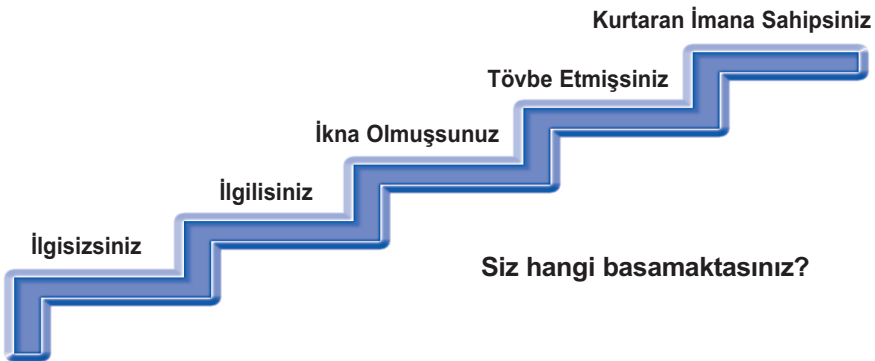 Kurtaran İmana Sahipsiniz
Tövbe Etmişsiniz
İkna Olmuşsunuz
İlgilisiniz
İlgisizsiniz
Siz hangi basamaktasınız?